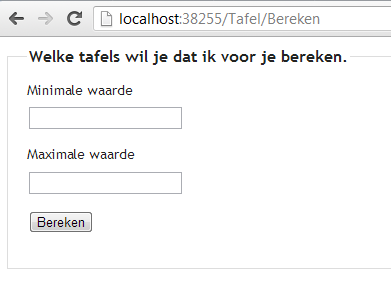 localhost:38255/Tafel/Bereken
Welke tafels wil je dat ik voor je bereken.
Minimale waarde
Maximale waarde
Bereken